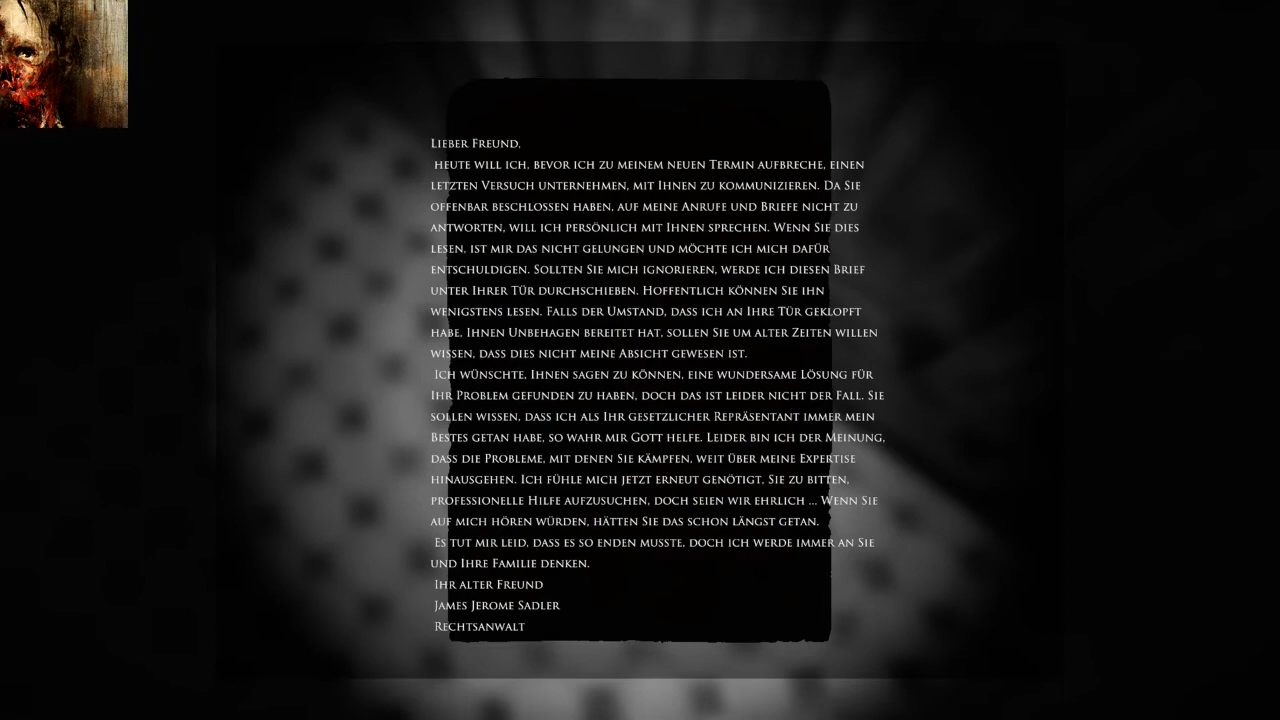 Lieber Freund,
heute will ich, bevor ich zu meinem neuen Termin aufbreche, einen
letzten Versuch unternehmen, mit Ihnen zu kommunizieren. Da Sie
offenbar beschlossen haben, auf meine Anrufe und Briefe nicht zu
antworten, will ich persönlich mit Ihnen sprechen. Wenn Sie dies
lesen, ist mir das nicht gelungen und möchte ich mich dafür
entschuldigen. Sollten Sie mich ignorieren, werde ich diesen Brief
unter Ihrer Tür durchschieben. Hoffentlich können Sie ihn
wenigstens lesen. Falls der Umstand, dass ich an Ihre Tür geklopft
habe, Ihnen Unbehagen bereitet hat, sollen Sie um alter Zeiten willen
wissen, dass dies nicht meine Absicht gewesen ist.
Ich wünschte, Ihnen sagen zu können, eine wundersame Lösung für
Ihr Problem gefunden zu haben, doch das ist leider nicht der Fall. Sie
sollen wissen, dass ich als Ihr gesetzlicher Repräsentant immer mein
Bestes getan habe, so wahr mir Gott helfe. Leider bin ich der Meinung,
dass die Probleme, mit denen Sie kämpfen, weit über meine Expertise
hinausgehen. Ich fühle mich jetzt erneut genötigt, Sie zu bitten,
professionelle Hilfe aufzusuchen, doch seien wir ehrlich ... Wenn Sie
auf mich hören würden, hätten Sie das schon längst getan.
Es tut mir leid, dass es so enden musste, doch ich werde immer an Sie
und Ihre Familie denken.
Ihr alter Freund
James Jerome Sadler
Rechtsanwalt